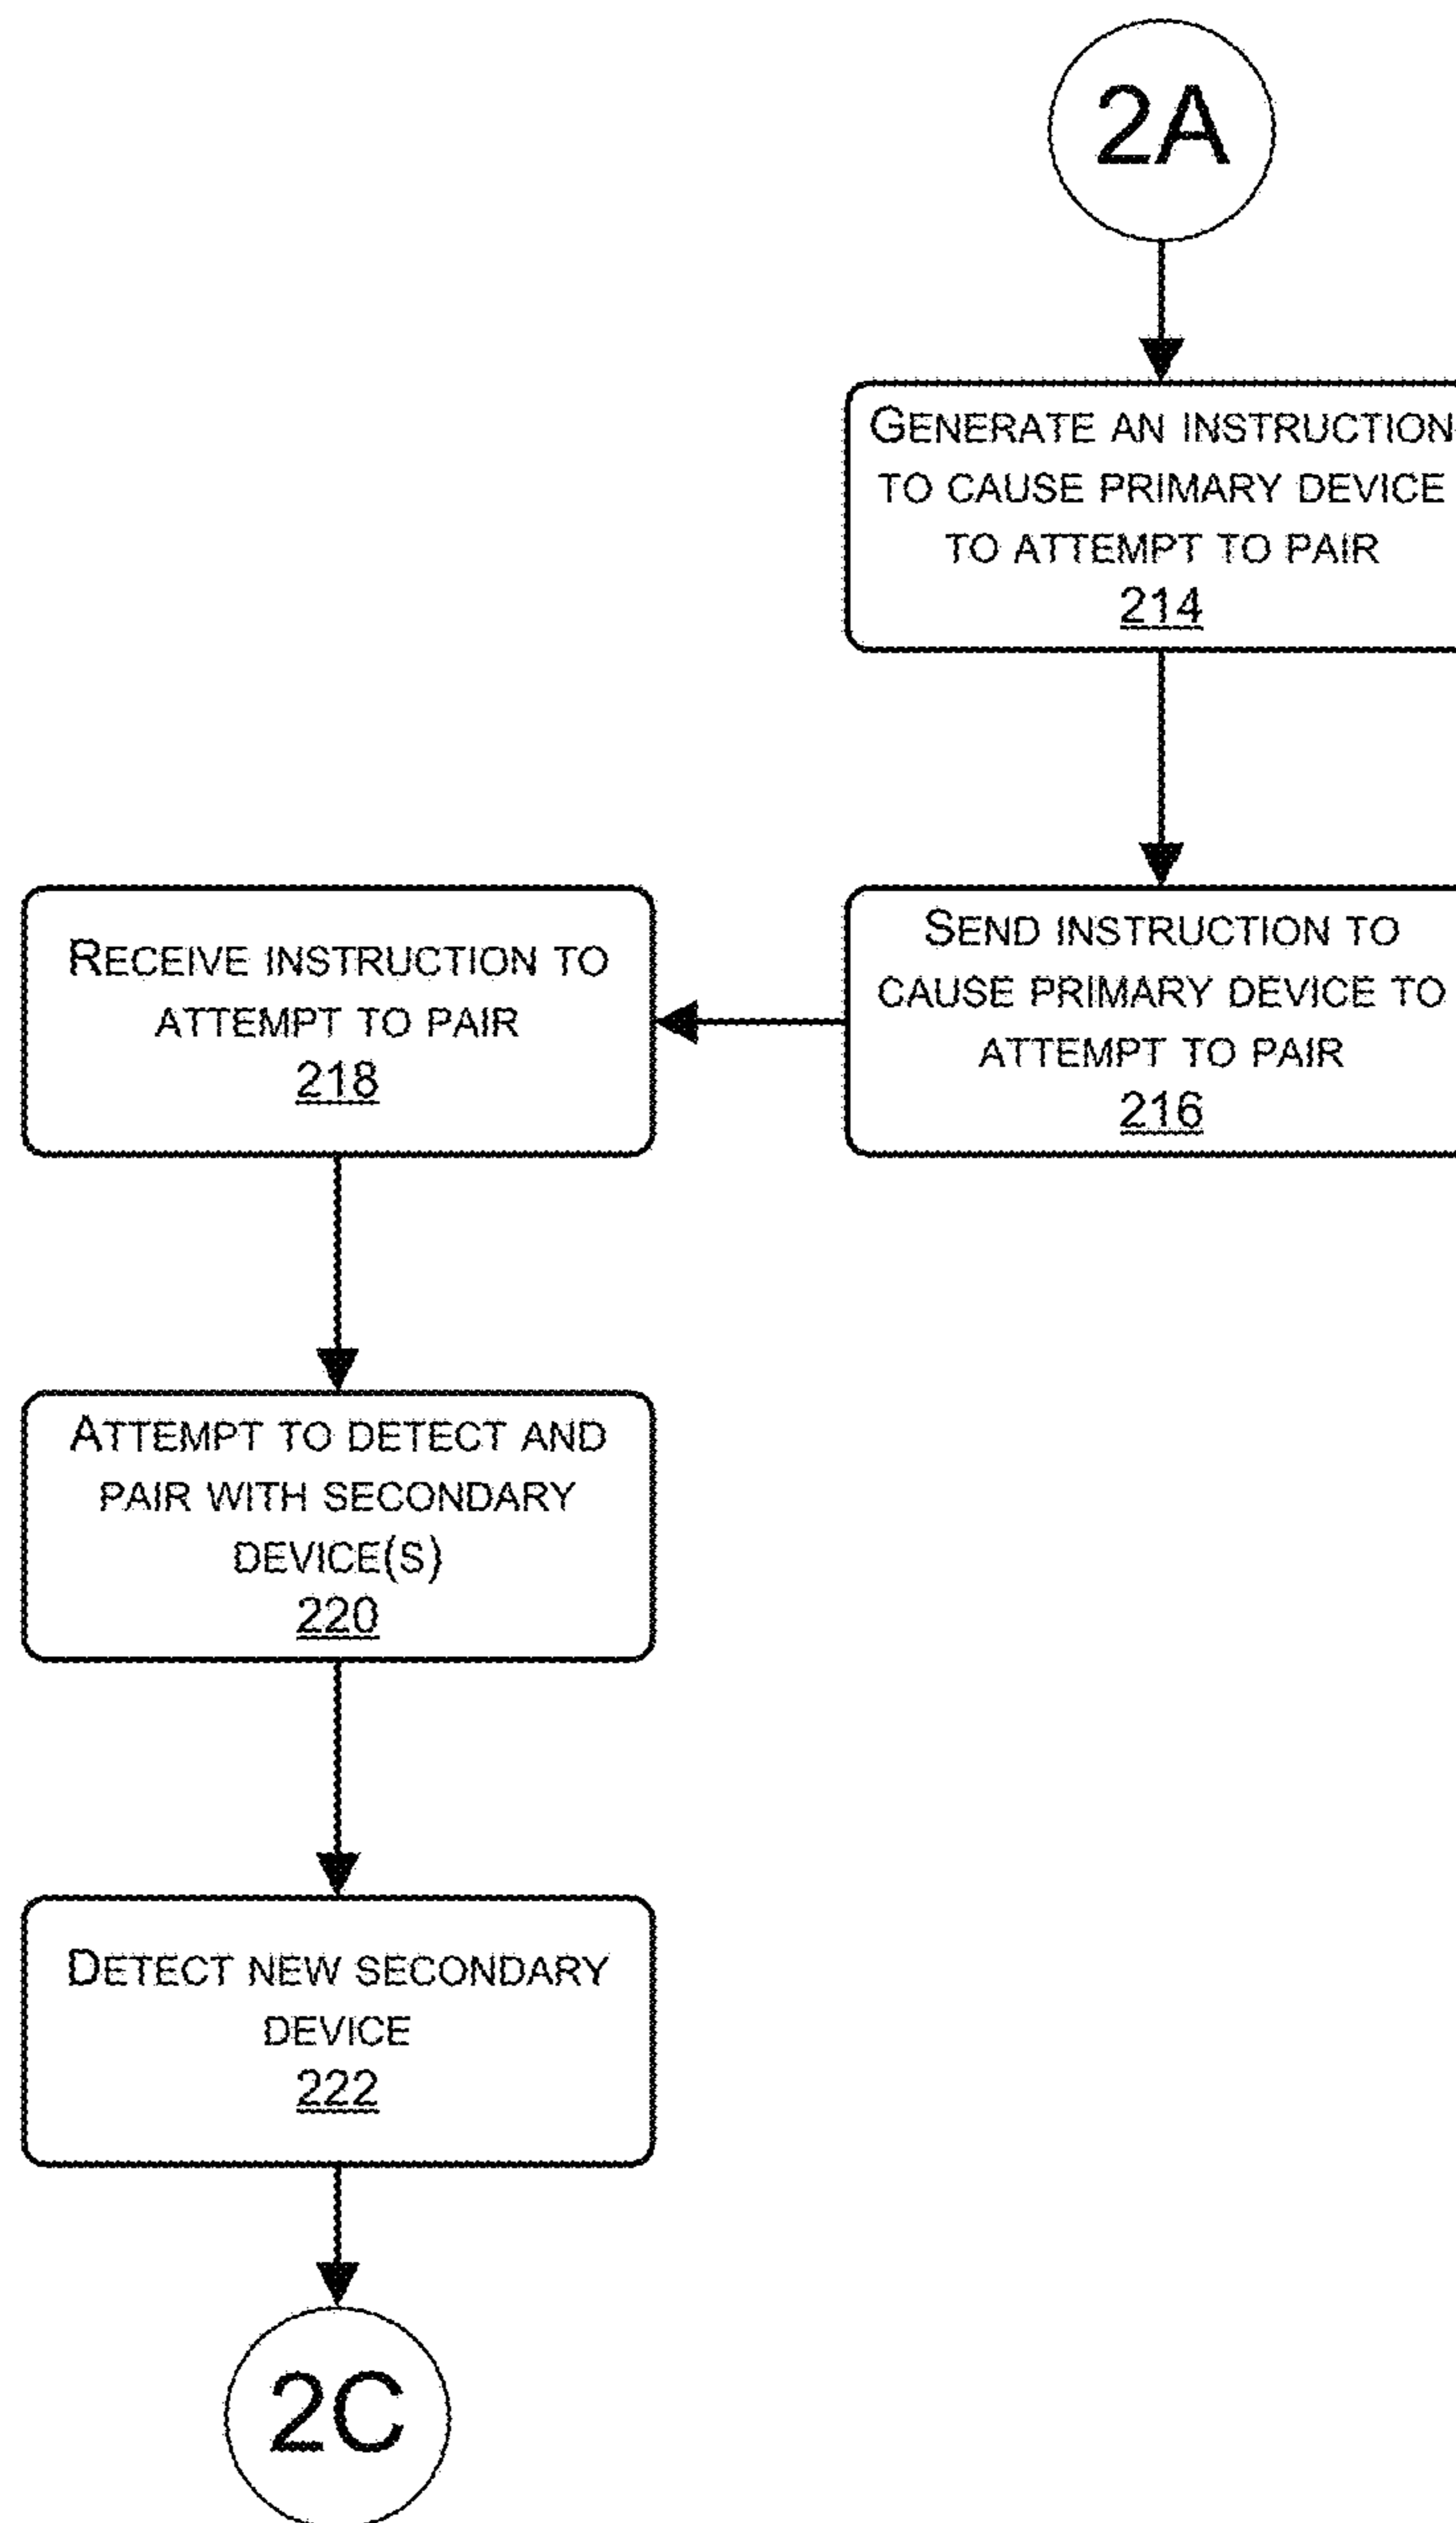 2A
GENERATE AN INSTRUCTION
TO CAUSE PRIMARY DEVICE
TO ATTEMPT TO PAIR
214
SEND INSTRUCTION TO
CAUSE PRIMARY DEVICE TO
ATTEMPT TO PAIR
216
RECEIVE INSTRUCTION TO
ATTEMPT TO PAIR
218
ATTEMPT TO DETECT AND
PAIR WITH SECONDARY
DEVICE(S)
220
DETECT NEW SECONDARY
DEVICE
222
2C